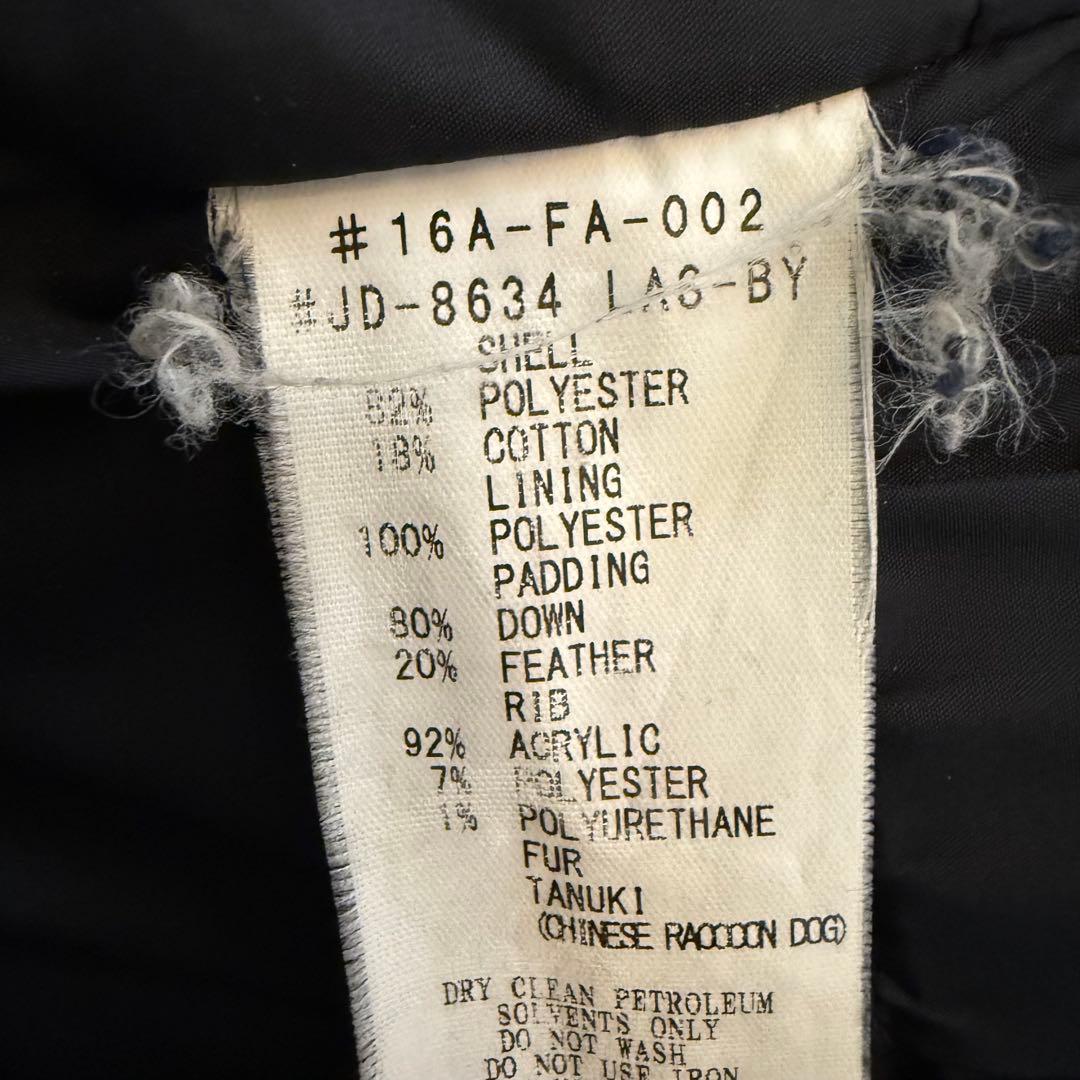 #16A-FA-002
#JD-8634 LAG-BY
SHELL
82% POLYESTER
18% COTTON
LINING
100% POLYESTER
PADDING
80% DOWN
20% FEATHER
RIB
92% ACRYLIC
7% POLYESTER
1% POLYURETHANE
FUR
TANUKI
(CHINESE RACCOON DOG)
DRY CLEAN PETROLEUM
SOLVENTS ONLY
DO NOT WASH
DO NOT USE IRON